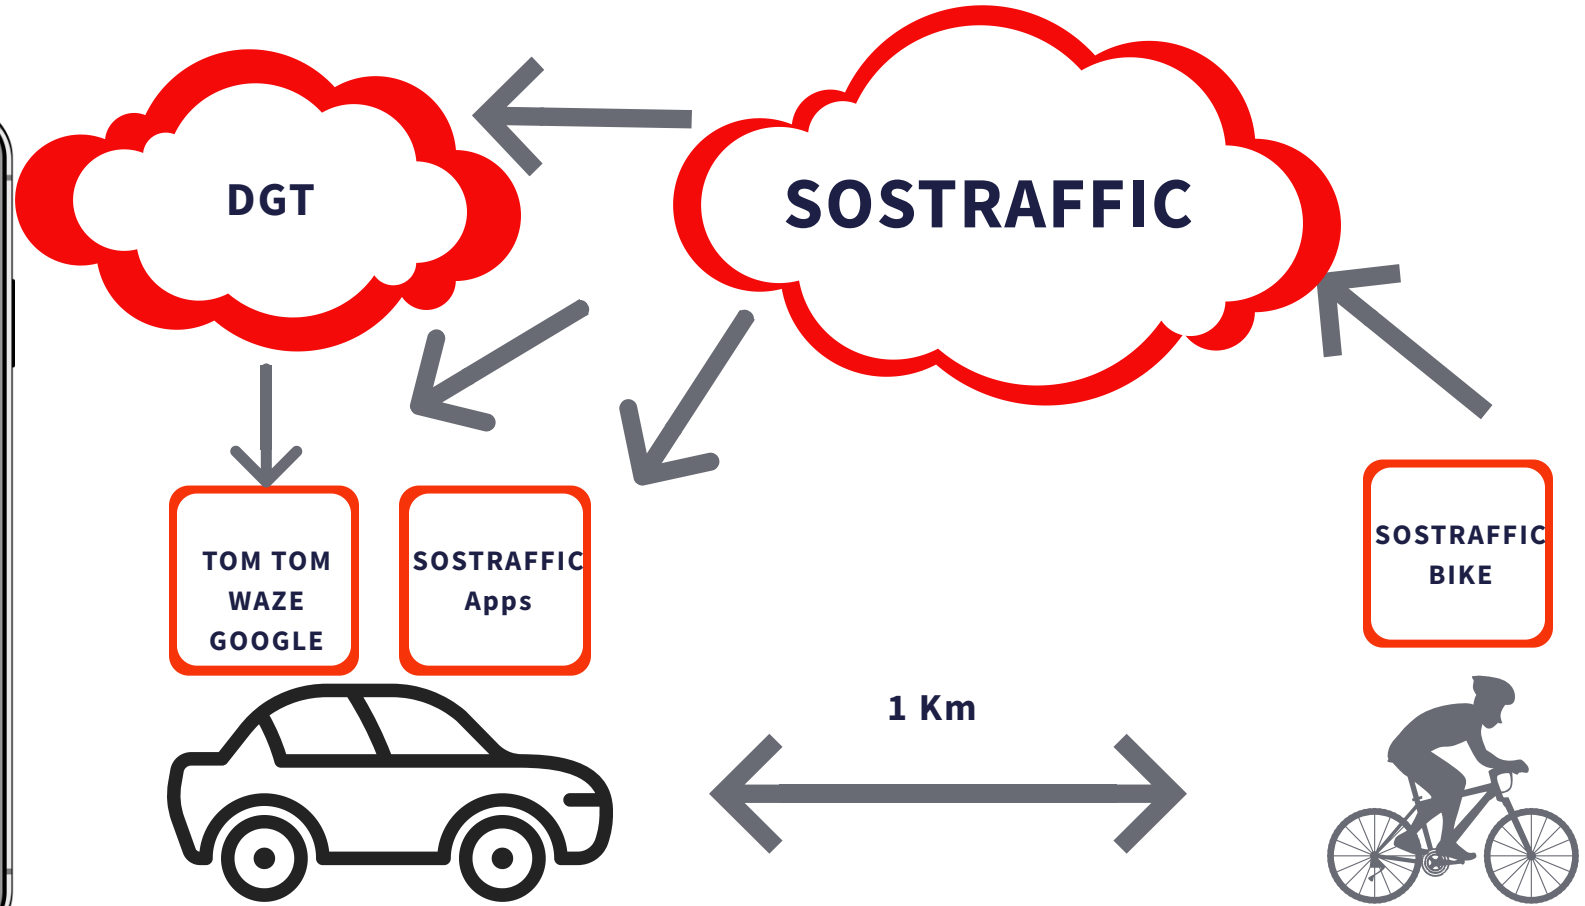 DGT
SOSTRAFFIC
TOM TOM
WAZE
GOOGLE
SOSTRAFFIC
Apps
SOSTRAFFIC
BIKE
1 Km